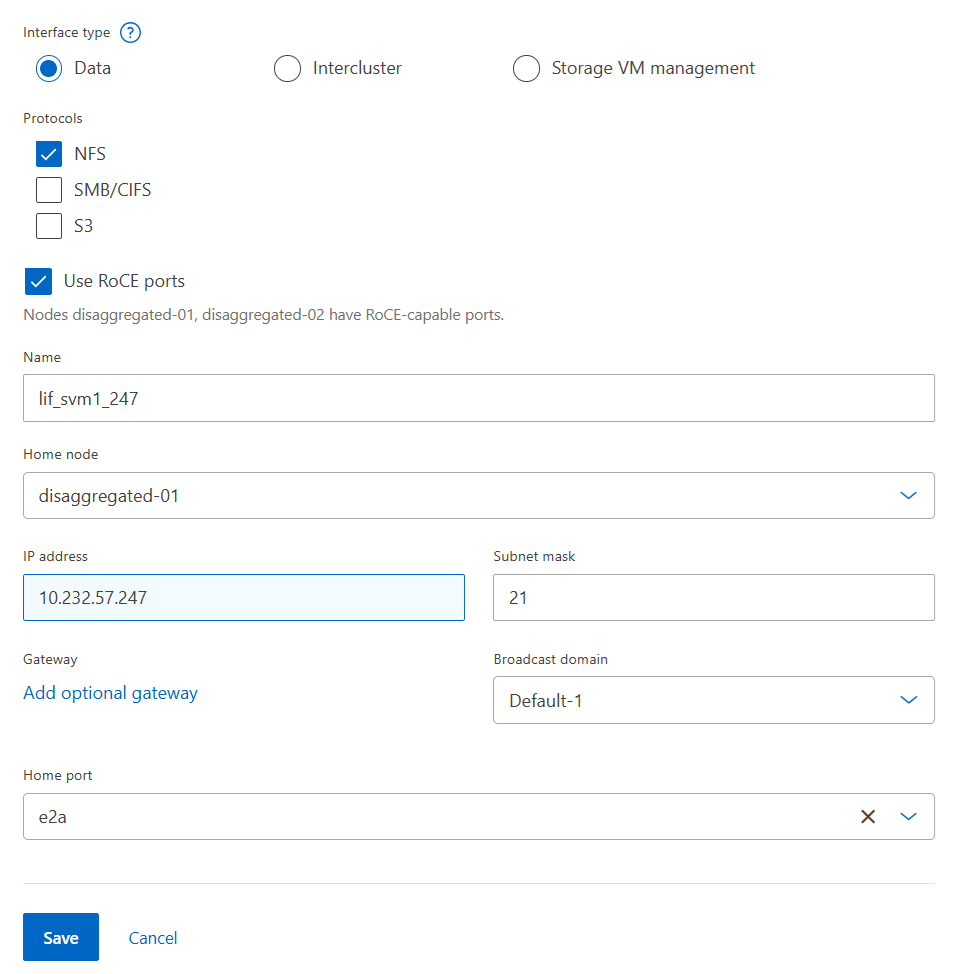 Interface type ?
Data Intercluster Storage VM management
Protocols
NFS
SMB/CIFS
S3
Use RoCE ports
Nodes disaggregated-01, disaggregated-02 have RoCE-capable ports.
Name
lif_svm1_247
Home node
disaggregated-01
IP address Subnet mask
10.232.57.247 21
Gateway Broadcast domain
Add optional gateway Default-1
Home port
e2a
Save Cancel